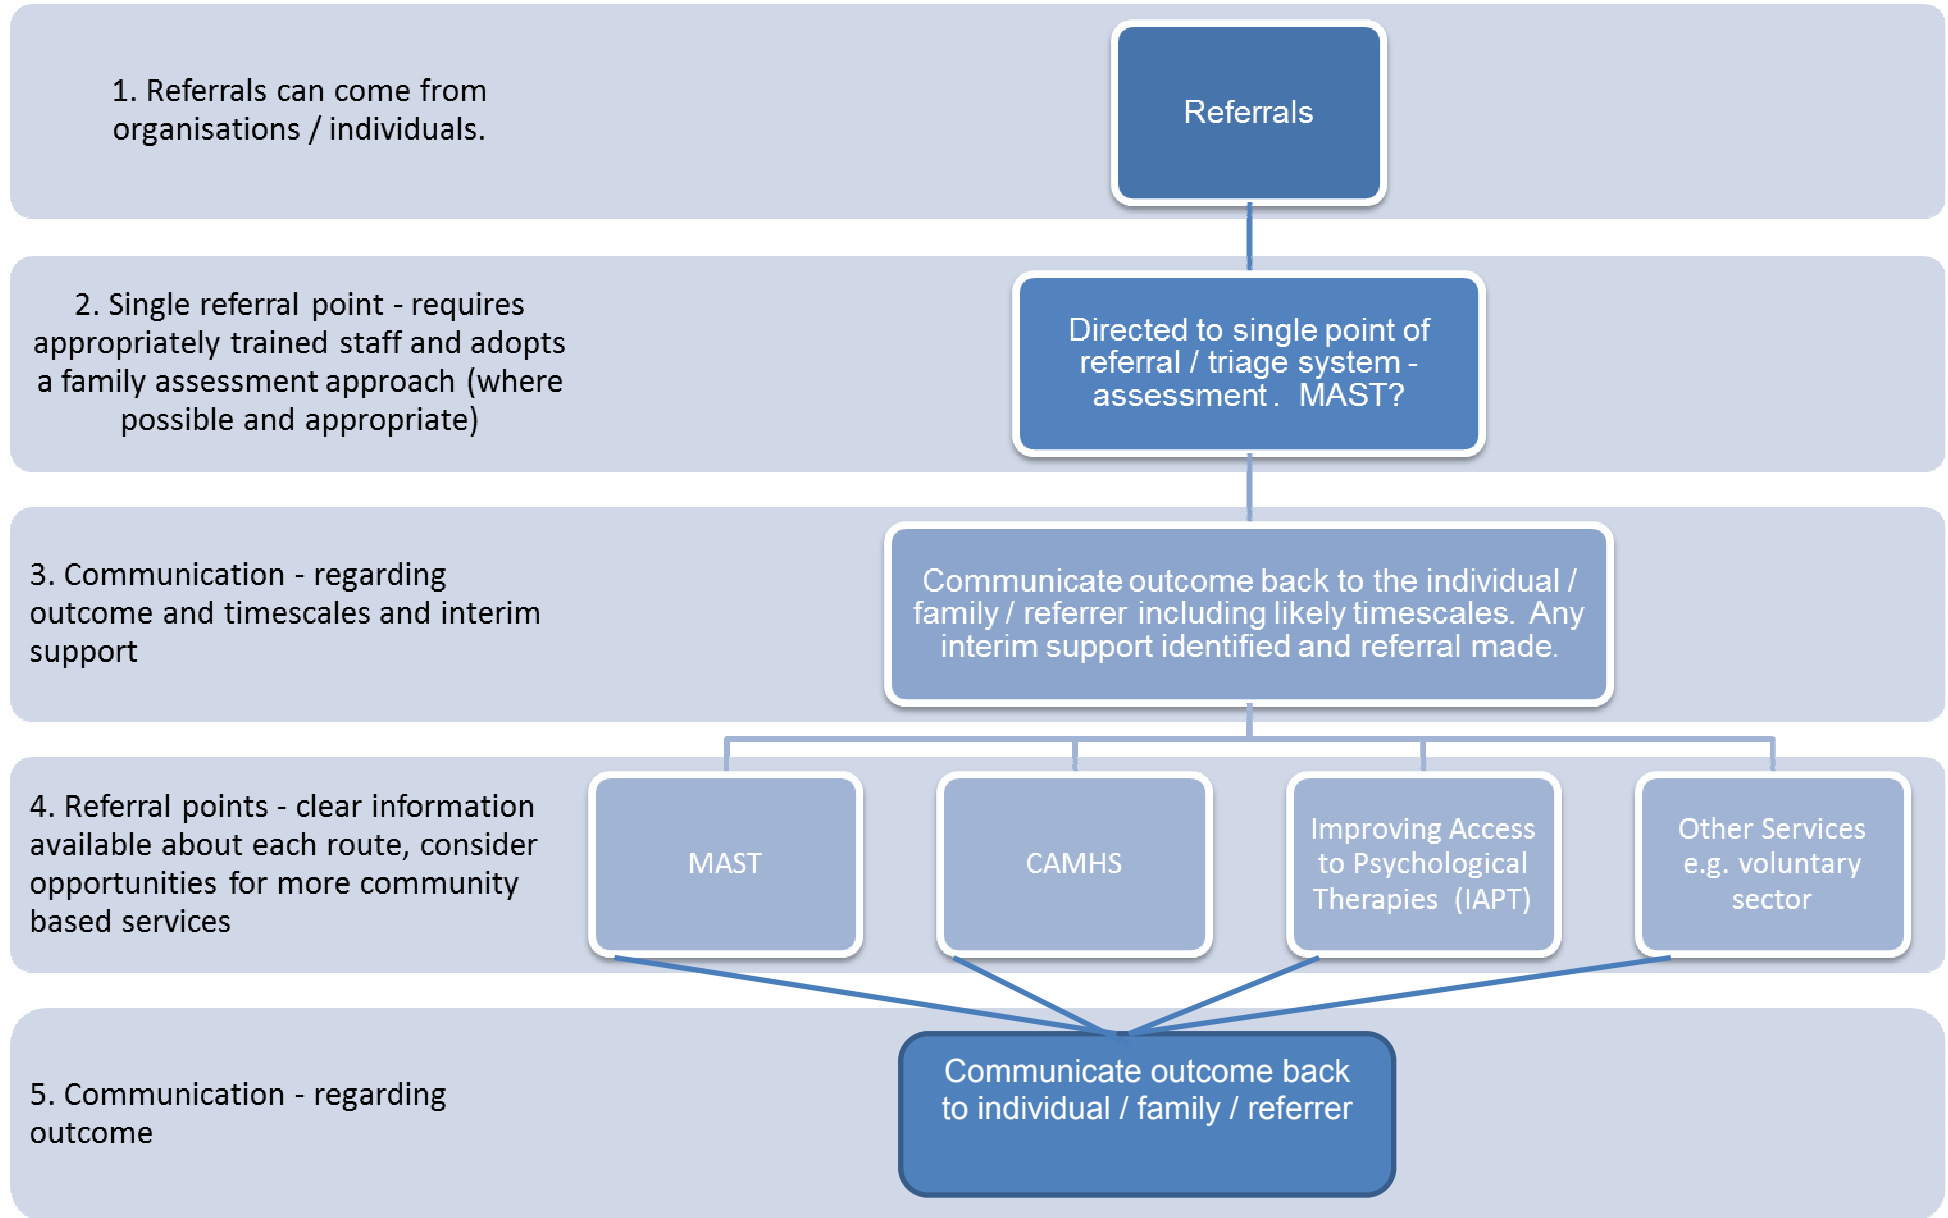 1. Referrals can come from
organisations / individuals.
Referrals
2. Single referral point - requires
appropriately trained staff and adopts
a family assessment approach (where
possible and appropriate)
Directed to single point of
referral / triage system -
assessment. MAST?
3. Communication - regarding
outcome and timescales and interim
support
Communicate outcome back to the individual /
family / referrer including likely timescales. Any
interim support identified and referral made.
4. Referral points - clear information
available about each route, consider
opportunities for more community
based services
MAST
CAMHS
Improving Access
to Psychological
Therapies (IAPT)
Other Services
e.g. voluntary
sector
5. Communication - regarding
outcome
Communicate outcome back
to individual / family / referrer